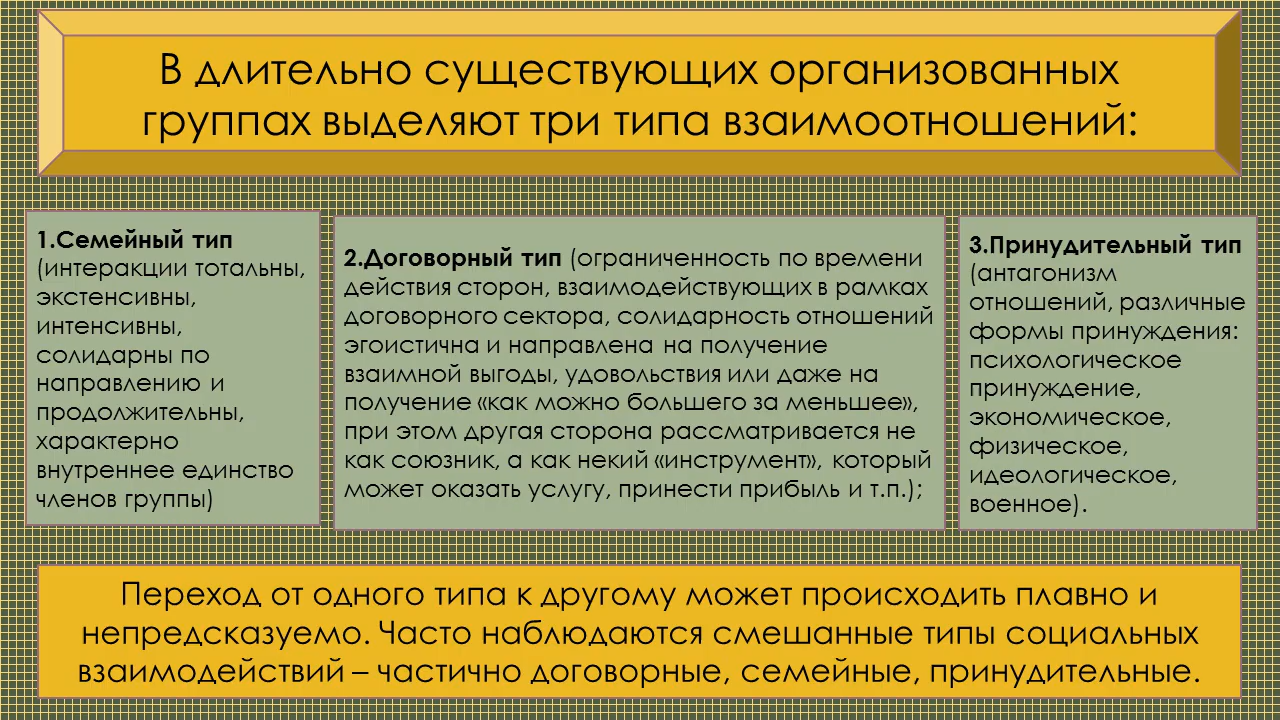 В длительно существующих организованных
группах выделяют три типа взаимоотношений:
1.Семейный тип
(интеракции тотальны,
экстенсивны,
интенсивны,
солидарны по
направлению и
продолжительны,
характерно
внутреннее единство
членов группы)
2.Договорный тип (ограниченность по времени
действия сторон, взаимодействующих в рамках
договорного сектора, солидарность отношений
эгоистична и направлена на получение
взаимной выгоды, удовольствия или даже на
получение «как можно большего за меньшее»,
при этом другая сторона рассматривается не
как союзник, а как некий «инструмент», который
может оказать услугу, принести прибыль и т.п.);
3.Принудительный тип
(антагонизм
отношений, различные
формы принуждения:
психологическое
принуждение,
экономическое,
физическое,
идеологическое,
военное).
Переход от одного типа к другому может происходить плавно и
непредсказуемо. Часто наблюдаются смешанные типы социальных
взаимодействий – частично договорные, семейные, принудительные.